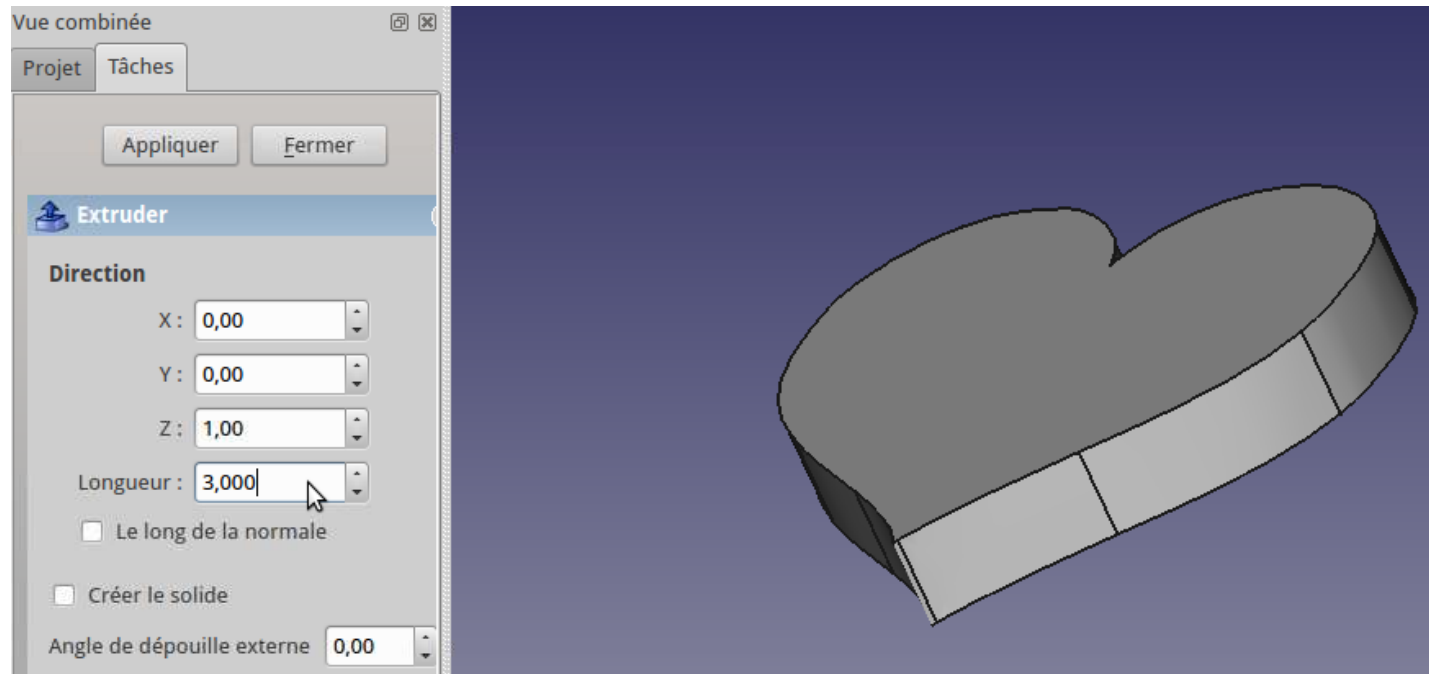 Vue combinée
Projet Tâches
Appliquer Fermer
Extruder
Direction
X : 0,00
Y : 0,00
Z : 1,00
Longueur : 3,000
Le long de la normale
Créer le solide
Angle de dépouille externe 0,00